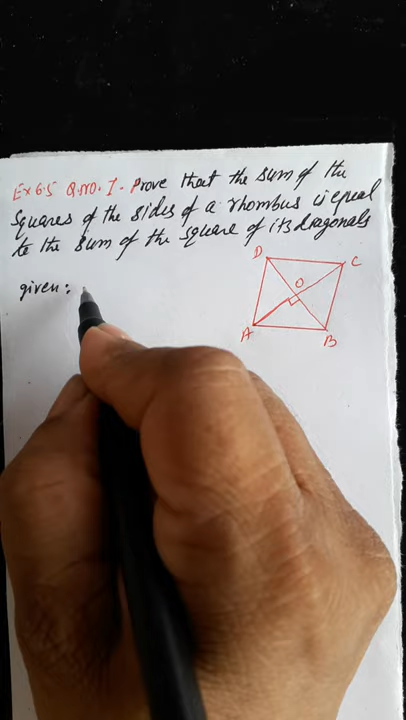 Ex 6.5 Q.NO. 7. Prove that the sum of the
Squares of the sides of a rhombus is equal
to the sum of the square of its diagonals
D
C
O
given:
A
B